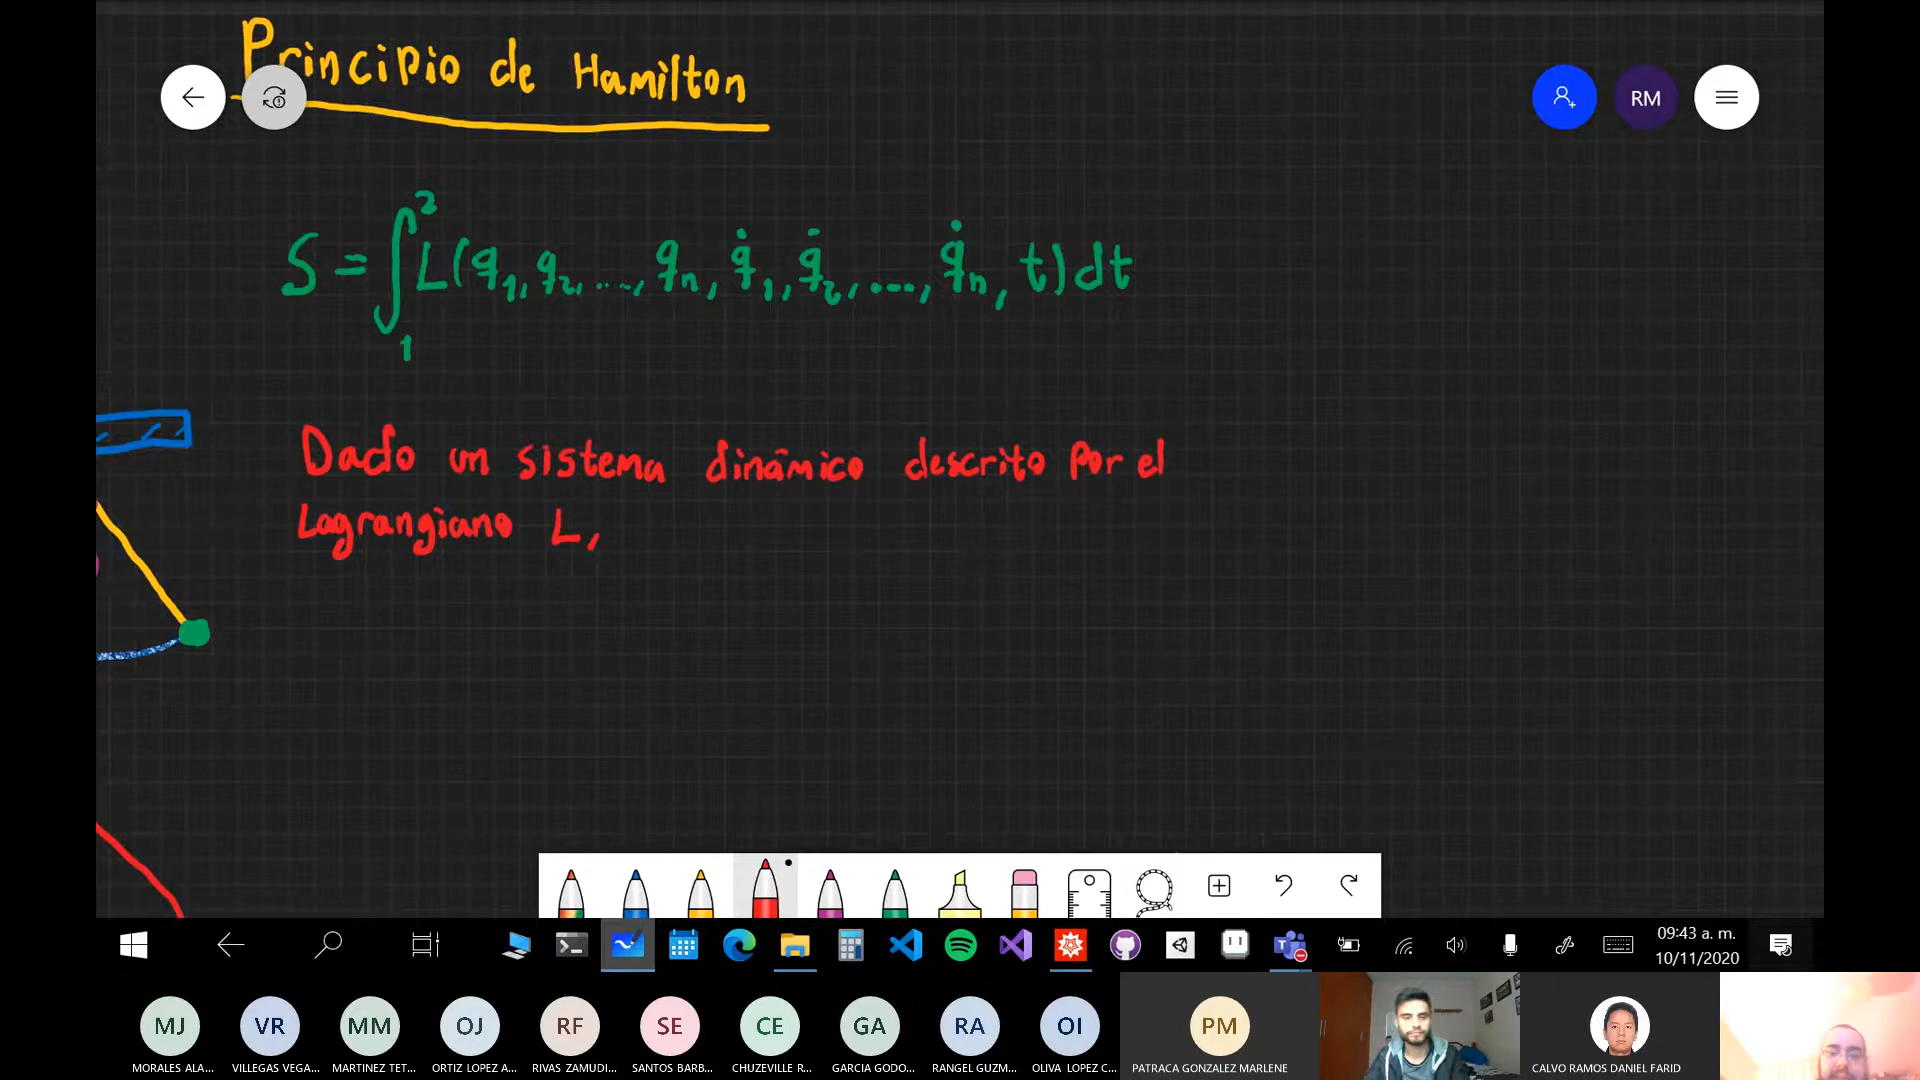 Principio de Hamilton
RM
S = ∫₁² L(q₁, q₂, ..., qₙ, q̇₁, q̇₂, ..., q̇ₙ, t) dt
Dado un sistema dinámico descrito por el
Lagrangiano L,
09:43 a. m.
10/11/2020
MJ VR MM OJ RF SE CE GA RA OI PM
MORALES ALA... VILLEGAS VEGA... MARTINEZ TET... ORTIZ LOPEZ A... RIVAS ZAMUDI... SANTOS BARB... CHUZEVILLE R... GARCIA GODO... RANGEL GUZM... OLIVA LOPEZ C... PATRACA GONZALEZ MARLENE CALVO RAMOS DANIEL FARID